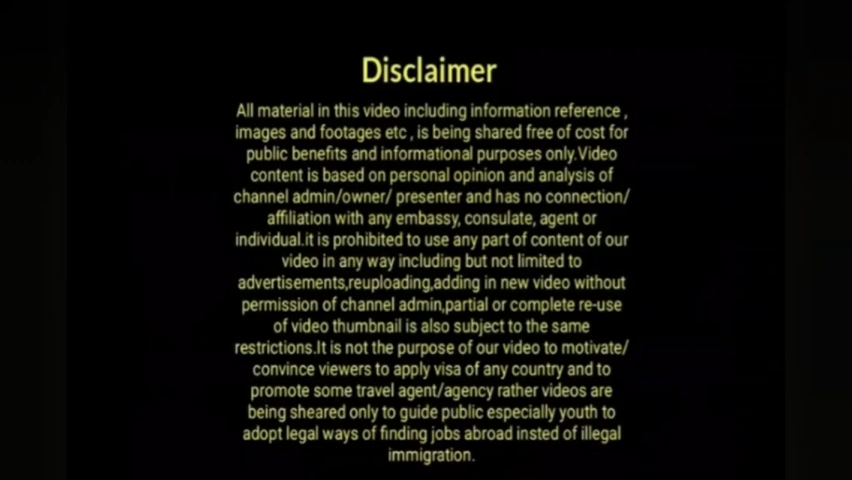 Disclaimer
All material in this video including information reference ,
images and footages etc , is being shared free of cost for
public benefits and informational purposes only.Video
content is based on personal opinion and analysis of
channel admin/owner/ presenter and has no connection/
affiliation with any embassy, consulate, agent or
individual.it is prohibited to use any part of content of our
video in any way including but not limited to
advertisements,reuploading,adding in new video without
permission of channel admin,partial or complete re-use
of video thumbnail is also subject to the same
restrictions.It is not the purpose of our video to motivate/
convince viewers to apply visa of any country and to
promote some travel agent/agency rather videos are
being sheared only to guide public especially youth to
adopt legal ways of finding jobs abroad insted of illegal
immigration.